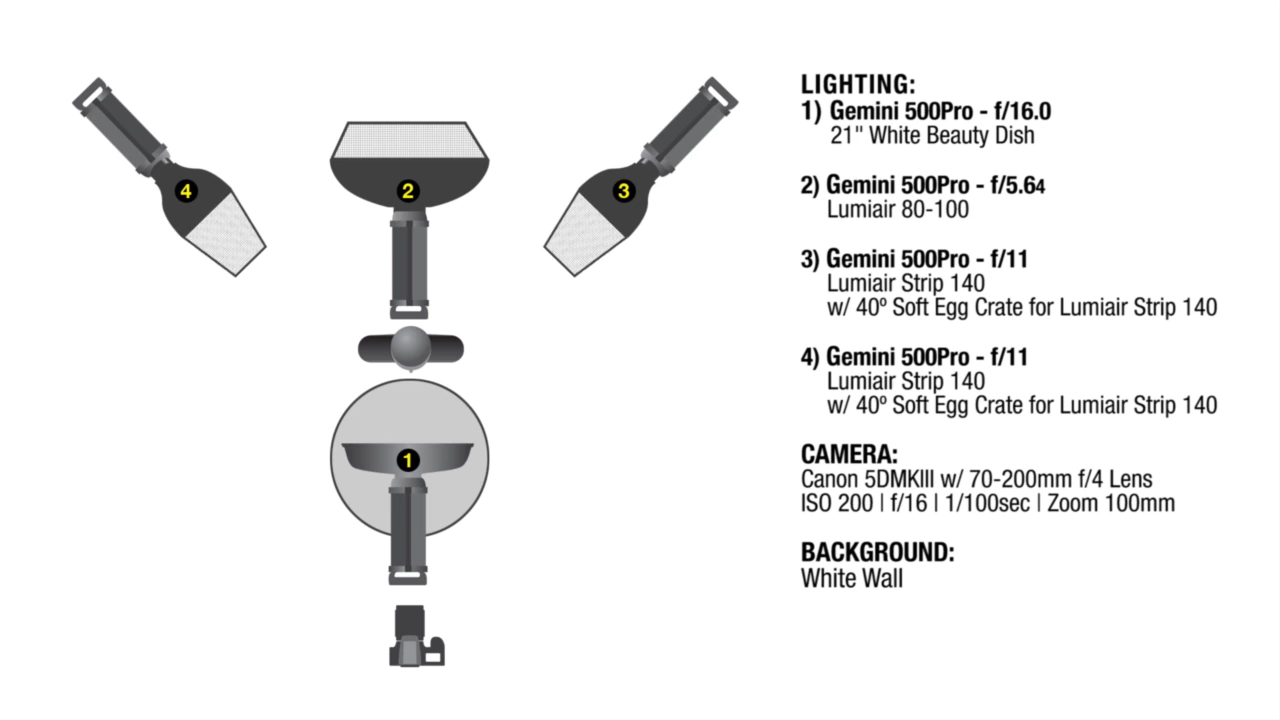 LIGHTING:
1) Gemini 500Pro - f/16.0
21" White Beauty Dish
2) Gemini 500Pro - f/5.64
Lumiair 80-100
3) Gemini 500Pro - f/11
Lumiair Strip 140
w/ 40º Soft Egg Crate for Lumiair Strip 140
4) Gemini 500Pro - f/11
Lumiair Strip 140
w/ 40º Soft Egg Crate for Lumiair Strip 140
CAMERA:
Canon 5DMKIII w/ 70-200mm f/4 Lens
ISO 200 | f/16 | 1/100sec | Zoom 100mm
BACKGROUND:
White Wall
4
2
3
1